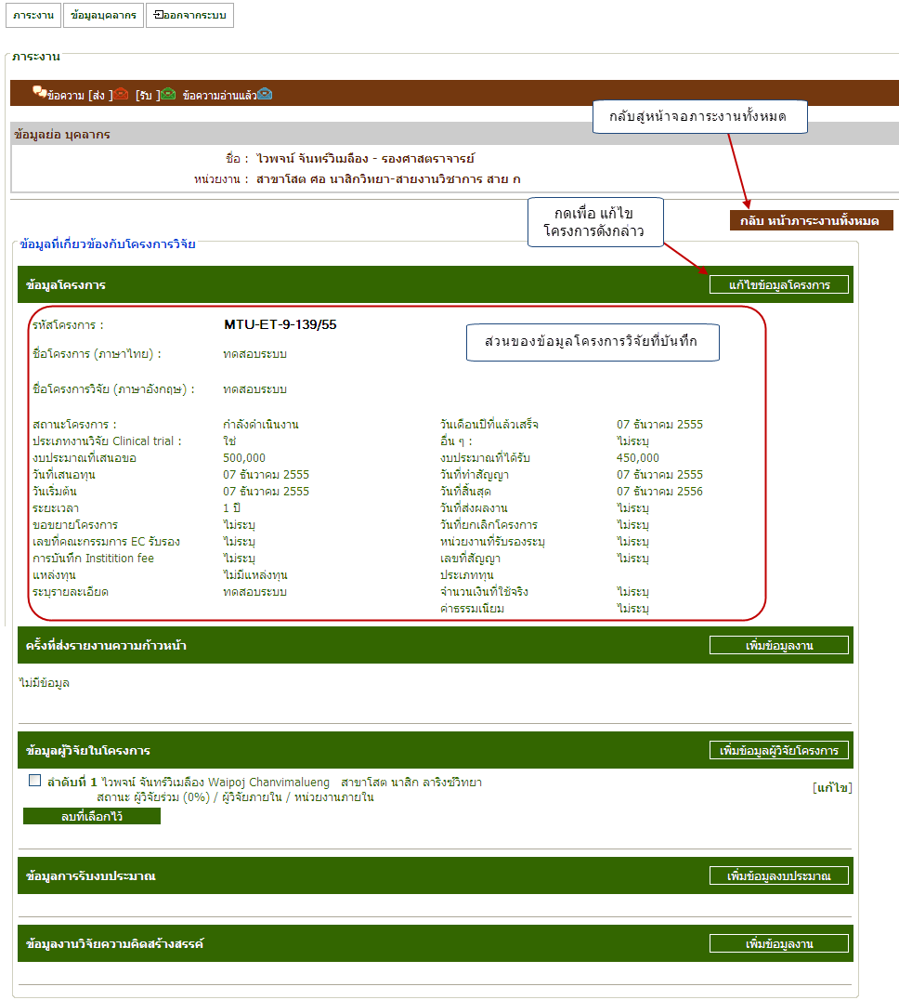 ภาระงาน ข้อมูลบุคลากร ออกจากระบบ
ภาระงาน
ข้อความ [ส่ง ] [รับ ] ข้อความอ่านแล้ว
กลับสู่หน้าจอภาระงานทั้งหมด
ข้อมูลย่อ บุคลากร
ชื่อ : ไวพจน์ จันทร์วิเมลือง - รองศาสตราจารย์
หน่วยงาน : สาขาโสต ศอ นาสิกวิทยา-สายงานวิชาการ สาย ก
กดเพื่อ แก้ไข
โครงการดังกล่าว
กลับ หน้าภาระงานทั้งหมด
ข้อมูลที่เกี่ยวข้องกับโครงการวิจัย
ข้อมูลโครงการ แก้ไขข้อมูลโครงการ
รหัสโครงการ : MTU-ET-9-139/55
ส่วนของข้อมูลโครงการวิจัยที่บันทึก
ชื่อโครงการ (ภาษาไทย) : ทดสอบระบบ
ชื่อโครงการวิจัย (ภาษาอังกฤษ) : ทดสอบระบบ
สถานะโครงการ : กำลังดำเนินงาน วันเดือนปีที่แล้วเสร็จ 07 ธันวาคม 2555
ประเภทงานวิจัย Clinical trial : ใช่ อื่น ๆ : ไม่ระบุ
งบประมาณที่เสนอขอ 500,000 งบประมาณที่ได้รับ 450,000
วันที่เสนอทุน 07 ธันวาคม 2555 วันที่ทำสัญญา 07 ธันวาคม 2555
วันเริ่มต้น 07 ธันวาคม 2555 วันที่สิ้นสุด 07 ธันวาคม 2556
ระยะเวลา 1 ปี วันที่ส่งผลงาน ไม่ระบุ
ขอขยายโครงการ ไม่ระบุ วันที่ยกเลิกโครงการ ไม่ระบุ
เลขที่คณะกรรมการ EC รับรอง ไม่ระบุ หน่วยงานที่รับรองระบุ ไม่ระบุ
การบันทึก Institition fee ไม่ระบุ เลขที่สัญญา ไม่ระบุ
แหล่งทุน ไม่มีแหล่งทุน ประเภททุน
ระบุรายละเอียด ทดสอบระบบ จำนวนเงินที่ใช้จริง ไม่ระบุ
ค่าธรรมเนียม ไม่ระบุ
ครั้งที่ส่งรายงานความก้าวหน้า เพิ่มข้อมูลงาน
ไม่มีข้อมูล
ข้อมูลผู้วิจัยในโครงการ เพิ่มข้อมูลผู้วิจัยโครงการ
ลำดับที่ 1 ไวพจน์ จันทร์วิเมลือง Waipoj Chanvimalueng สาขาโสต นาสิก ลาริงซ์วิทยา
สถานะ ผู้วิจัยร่วม (0%) / ผู้วิจัยภายใน / หน่วยงานภายใน [แก้ไข]
ลบที่เลือกไว้
ข้อมูลการรับงบประมาณ เพิ่มข้อมูลงบประมาณ
ข้อมูลงานวิจัยความคิดสร้างสรรค์ เพิ่มข้อมูลงาน